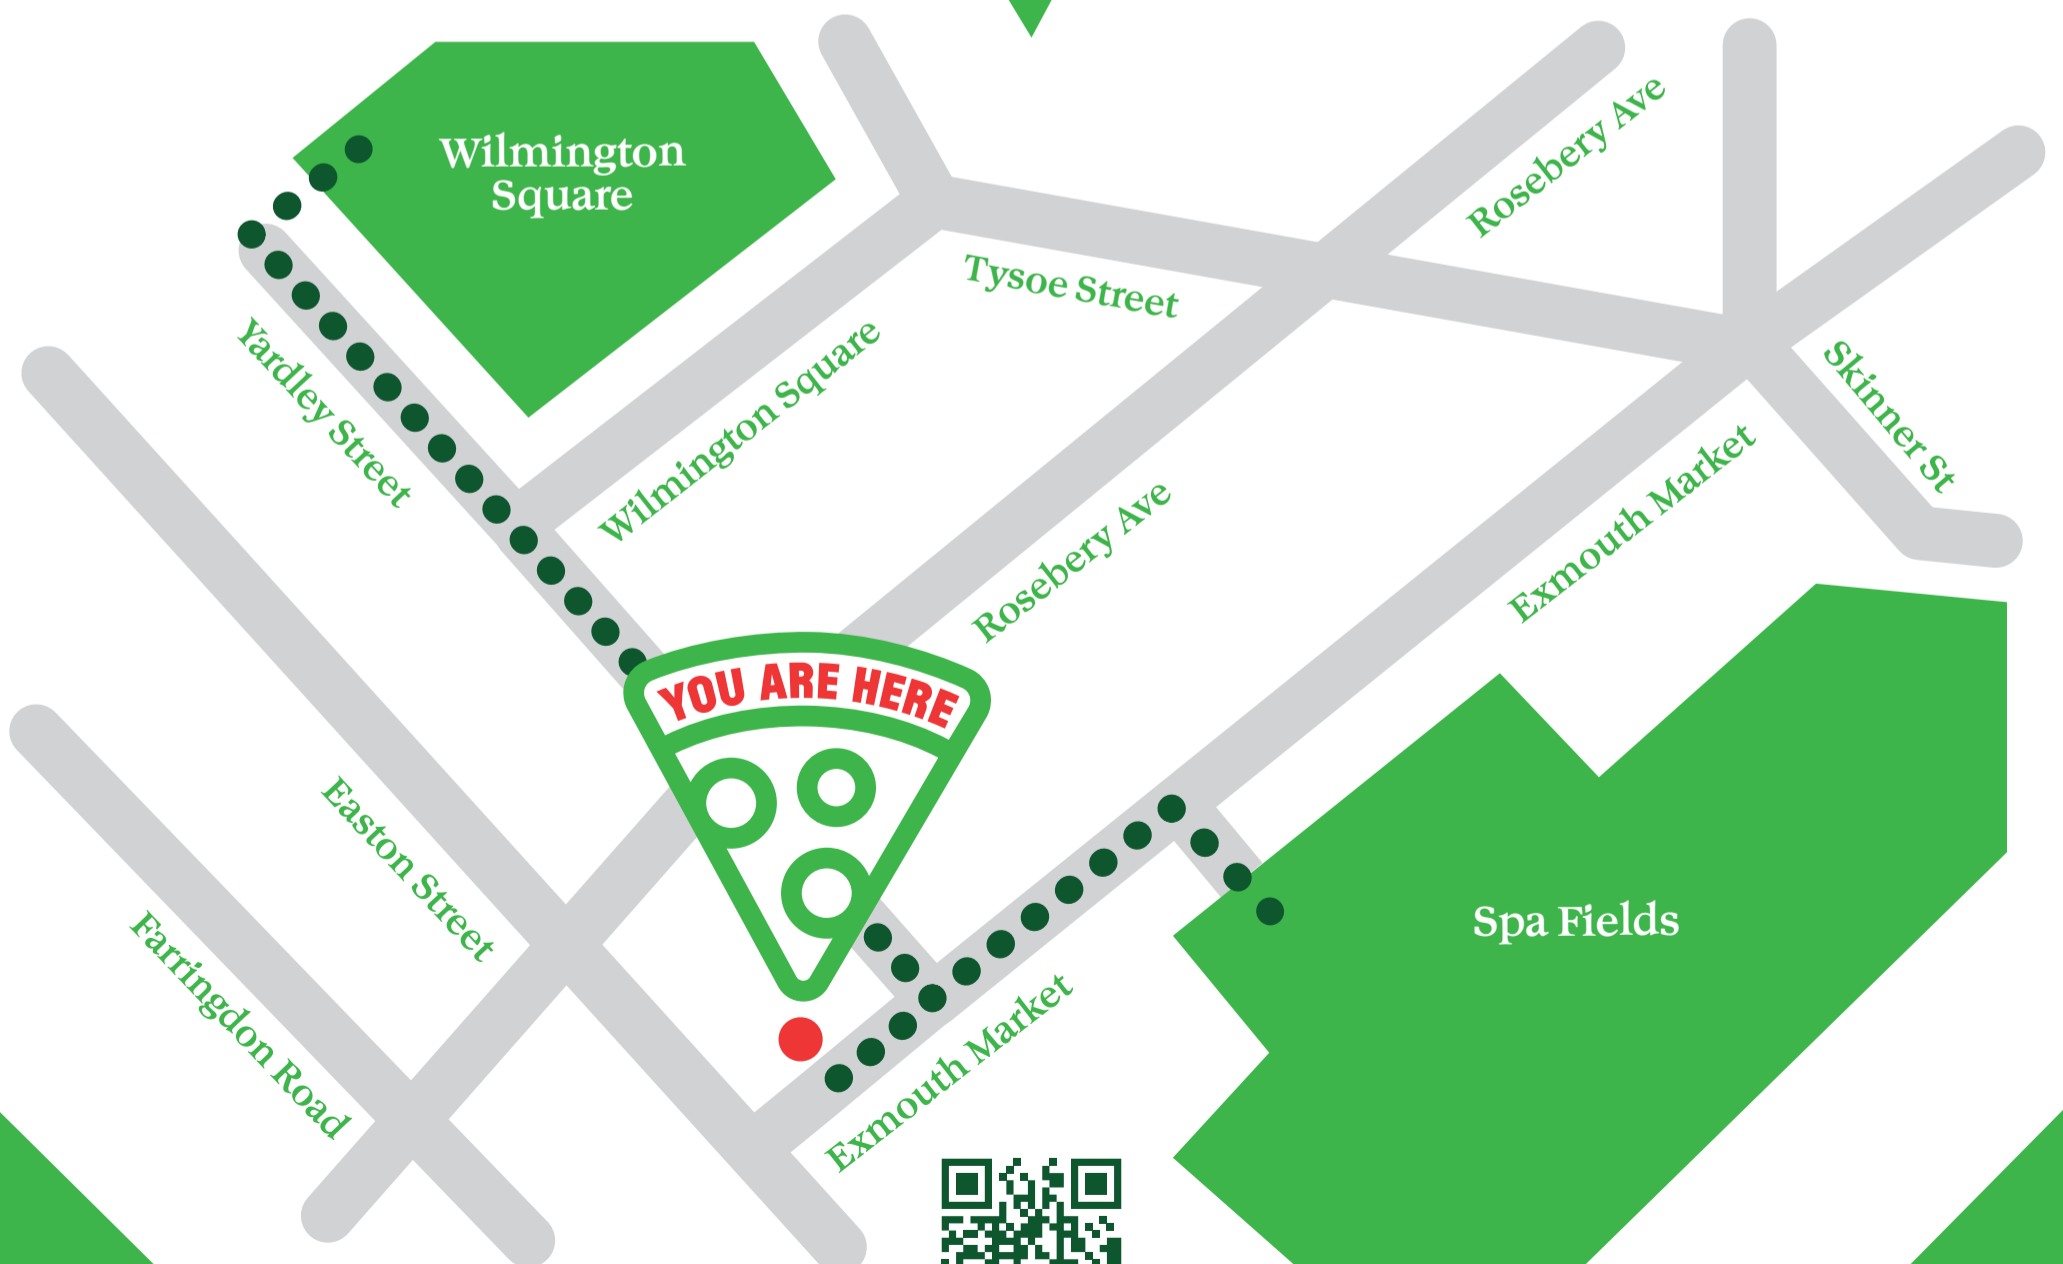 Wilmington
Square
Rosebery Ave
Tysoe Street
Skinner St
Yardley Street
Wilmington Square
Rosebery Ave
Exmouth Market
YOU ARE HERE
Easton Street
Farringdon Road
Spa Fields
Exmouth Market